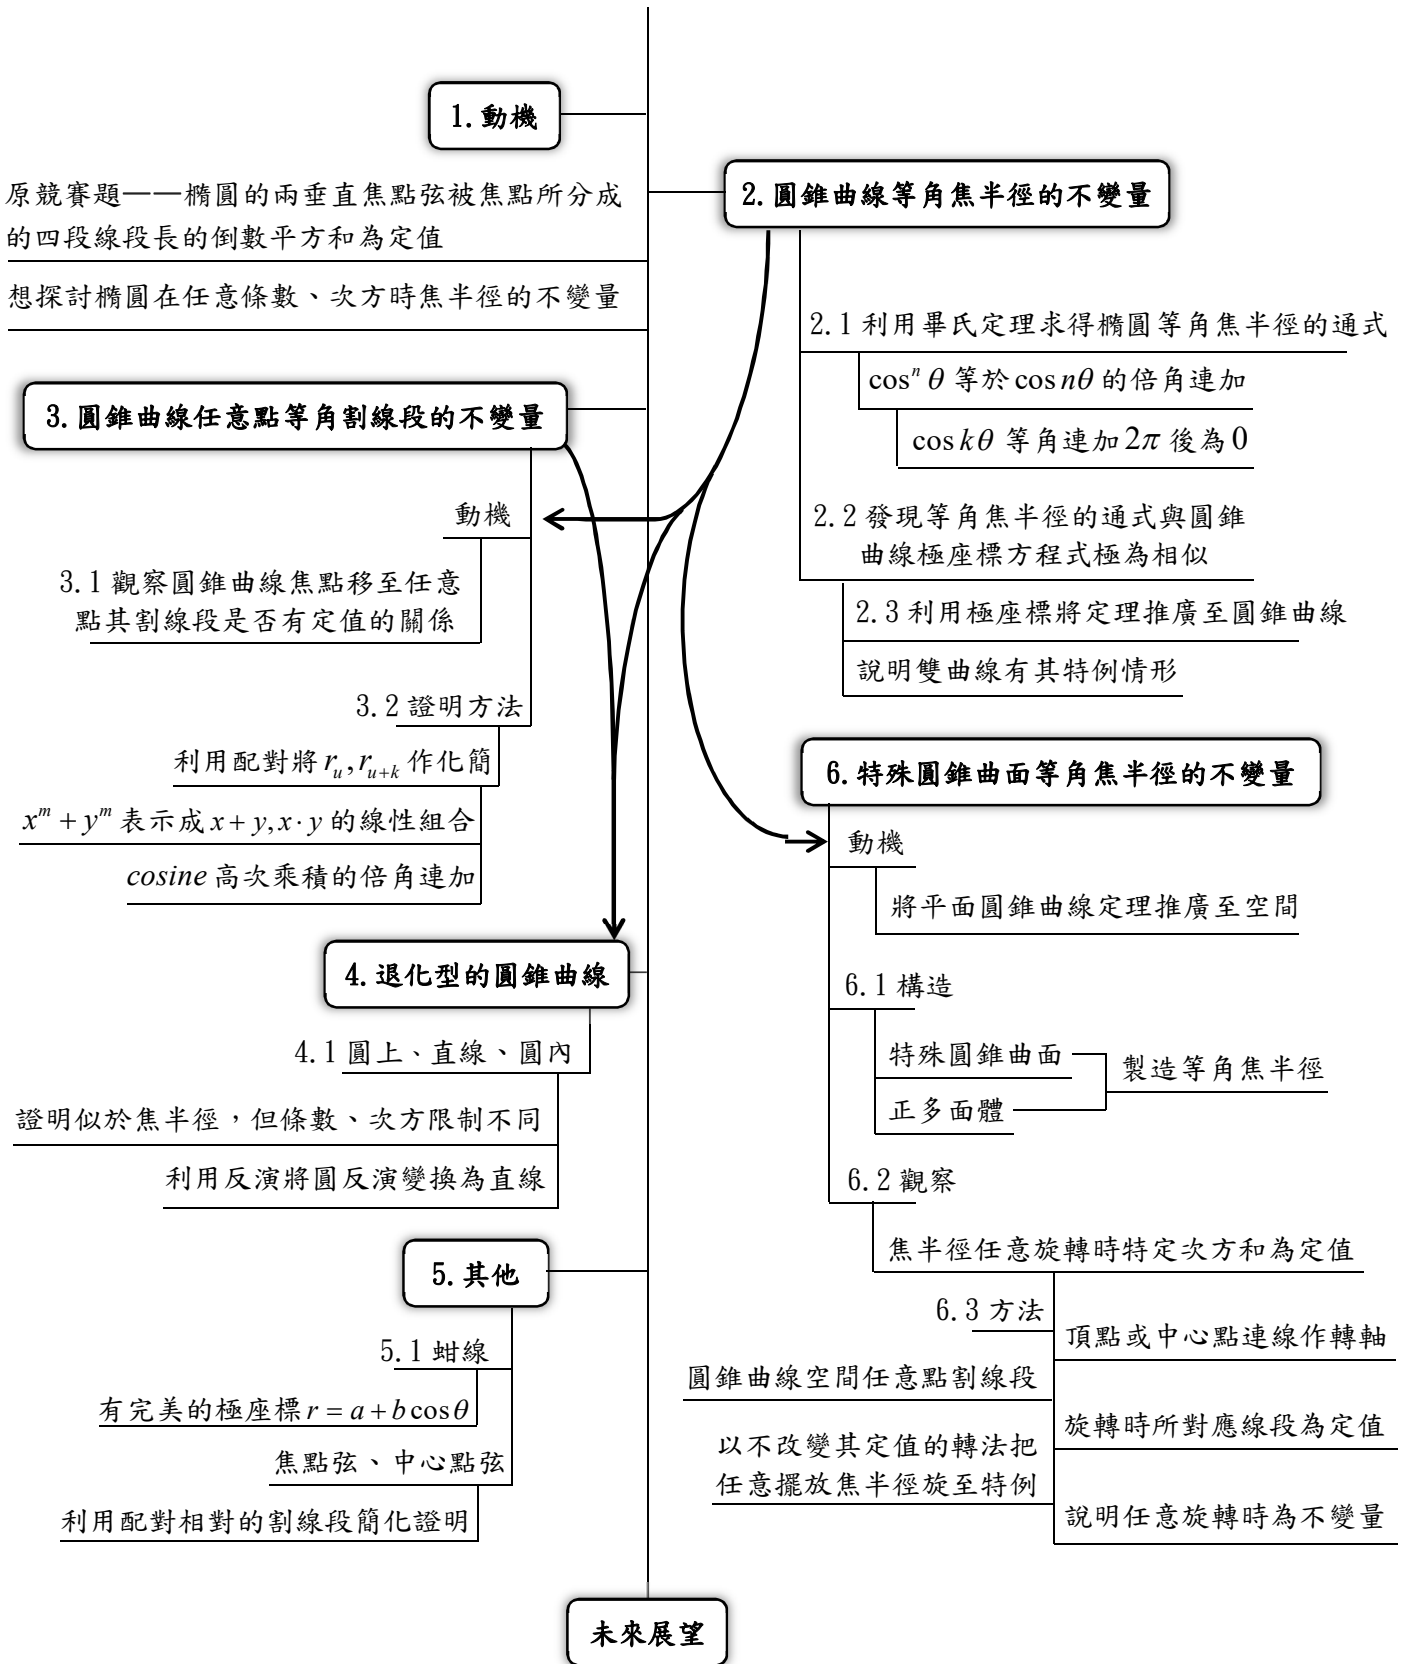 1.動機
原競賽題——橢圓的兩垂直焦點弦被焦點所分成
的四段線段長的倒數平方和為定值
想探討橢圓在任意條數、次方時焦半徑的不變量
2.圓錐曲線等角焦半徑的不變量
2.1 利用畢氏定理求得橢圓等角焦半徑的通式
cosⁿ θ 等於 cos nθ 的倍角連加
cos kθ 等角連加 2π 後為 0
2.2 發現等角焦半徑的通式與圓錐
曲線極座標方程式極為相似
2.3 利用極座標將定理推廣至圓錐曲線
說明雙曲線有其特例情形
3.圓錐曲線任意點等角割線段的不變量
動機
3.1 觀察圓錐曲線焦點移至任意
點其割線段是否有定值的關係
3.2 證明方法
利用配對將 r_u, r_{u+k} 作化簡
x^m + y^m 表示成 x + y, x · y 的線性組合
cosine 高次乘積的倍角連加
4.退化型的圓錐曲線
4.1 圓上、直線、圓內
證明似於焦半徑，但條數、次方限制不同
利用反演將圓反演變換為直線
5.其他
5.1 蚶線
有完美的極座標 r = a + b cos θ
焦點弦、中心點弦
利用配對相對的割線段簡化證明
6.特殊圓錐曲面等角焦半徑的不變量
動機
將平面圓錐曲線定理推廣至空間
6.1 構造
特殊圓錐曲面
正多面體
製造等角焦半徑
6.2 觀察
焦半徑任意旋轉時特定次方和為定值
6.3 方法
頂點或中心點連線作轉軸
圓錐曲線空間任意點割線段
旋轉時所對應線段為定值
以不改變其定值的轉法把
任意擺放焦半徑旋至特例
說明任意旋轉時為不變量
未來展望